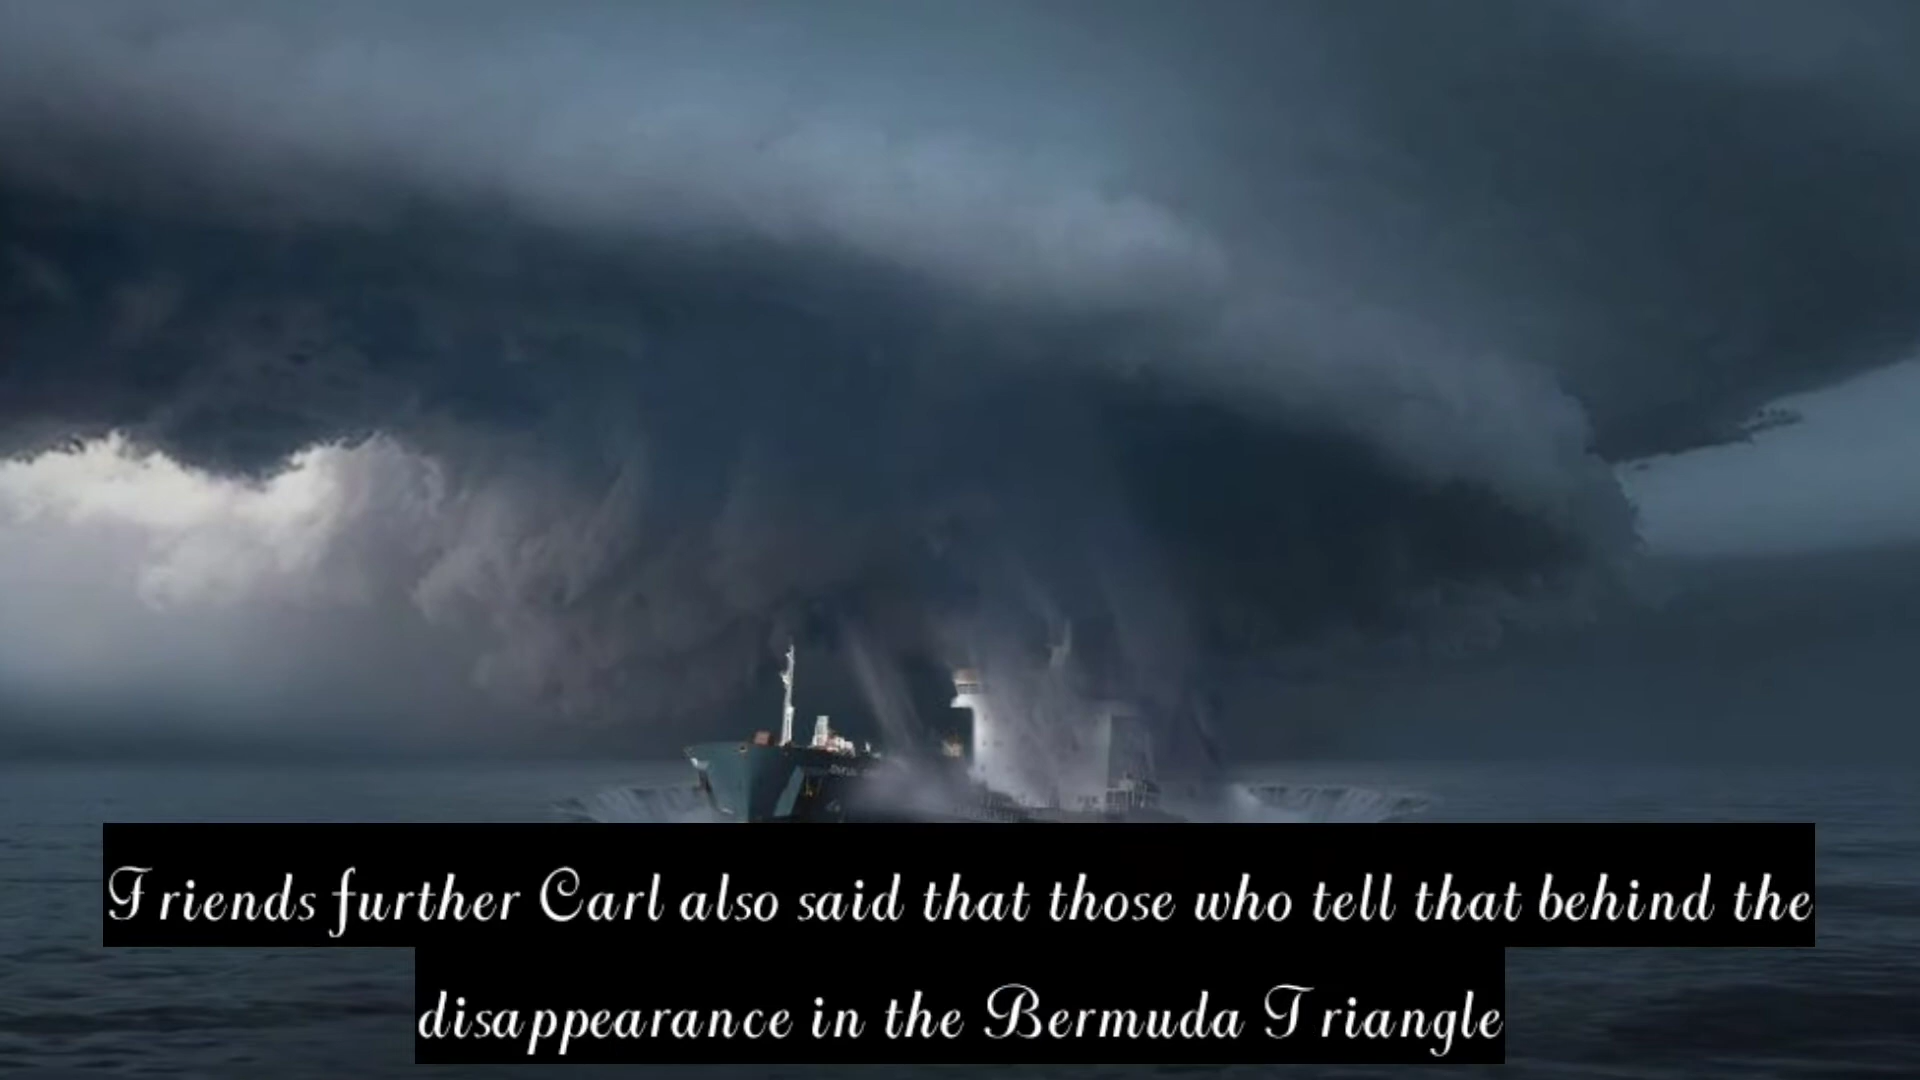 Friends further Carl also said that those who tell that behind the
disappearance in the Bermuda Triangle